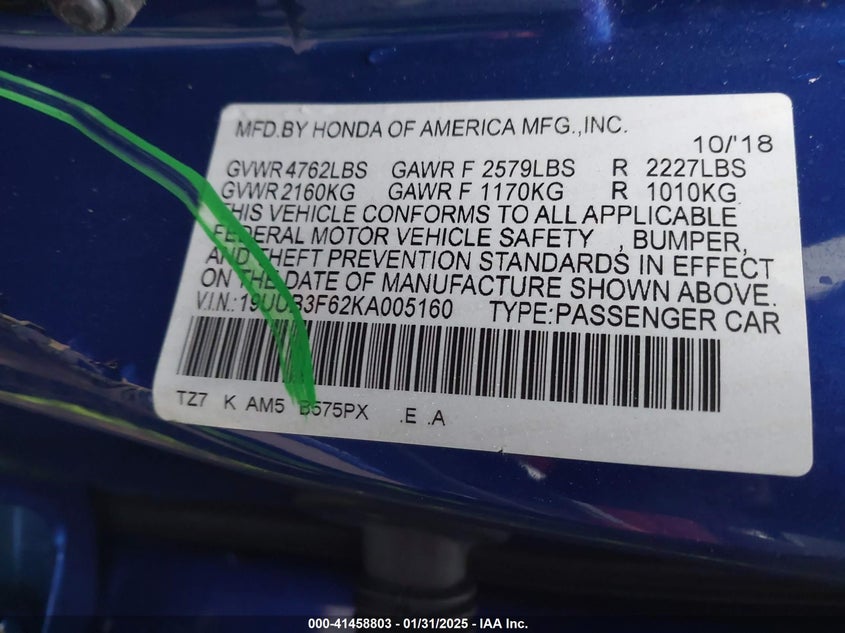 MFD.BY HONDA OF AMERICA MFG.,INC.
10/'18
GVWR 4762LBS GAWR F 2579LBS R 2227LBS
GVWR 2160KG GAWR F 1170KG R 1010KG
THIS VEHICLE CONFORMS TO ALL APPLICABLE
FEDERAL MOTOR VEHICLE SAFETY , BUMPER,
AND THEFT PREVENTION STANDARDS IN EFFECT
ON THE DATE OF MANUFACTURE SHOWN ABOVE.
V.I.N.:19UUB3F62KA005160 TYPE:PASSENGER CAR
TZ7 K AM5 B575PX .E .A
000-41458803 / 01/31/2025 - IAA Inc.